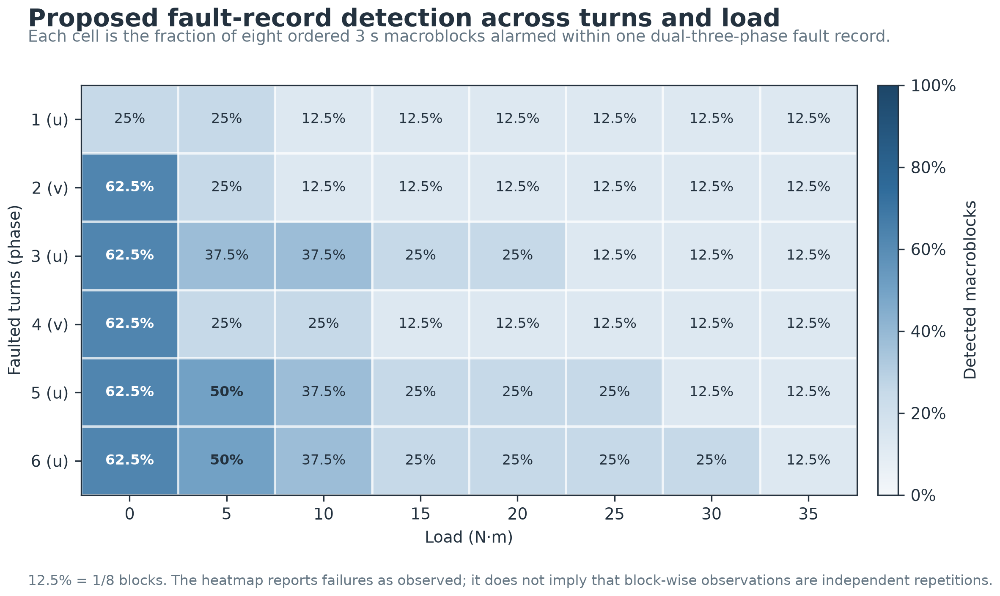 Proposed fault-record detection across turns and load
Each cell is the fraction of eight ordered 3 s macroblocks alarmed within one dual-three-phase fault record.
Faulted turns (phase)
1 (u) 25% 25% 12.5% 12.5% 12.5% 12.5% 12.5% 12.5%
2 (v) 62.5% 25% 12.5% 12.5% 12.5% 12.5% 12.5% 12.5%
3 (u) 62.5% 37.5% 37.5% 25% 25% 12.5% 12.5% 12.5%
4 (v) 62.5% 25% 25% 12.5% 12.5% 12.5% 12.5% 12.5%
5 (u) 62.5% 50% 37.5% 25% 25% 25% 12.5% 12.5%
6 (u) 62.5% 50% 37.5% 25% 25% 25% 25% 12.5%
0 5 10 15 20 25 30 35
Load (N·m)
100%
80%
60%
40%
20%
0%
Detected macroblocks
12.5% = 1/8 blocks. The heatmap reports failures as observed; it does not imply that block-wise observations are independent repetitions.